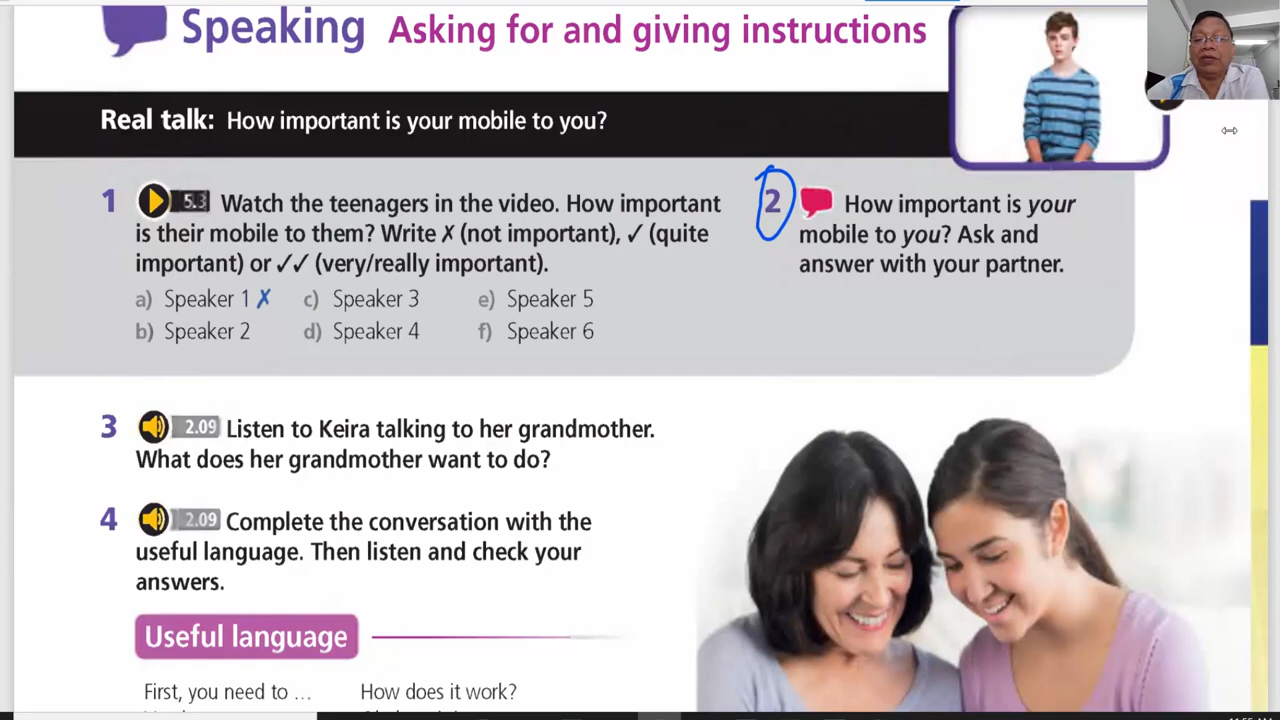 Speaking Asking for and giving instructions
Real talk: How important is your mobile to you?
1 5.3 Watch the teenagers in the video. How important
is their mobile to them? Write ✗ (not important), ✓ (quite
important) or ✓✓ (very/really important).
a) Speaker 1 ✗ c) Speaker 3 e) Speaker 5
b) Speaker 2 d) Speaker 4 f) Speaker 6
2 How important is your
mobile to you? Ask and
answer with your partner.
3 2.09 Listen to Keira talking to her grandmother.
What does her grandmother want to do?
4 2.09 Complete the conversation with the
useful language. Then listen and check your
answers.
Useful language
First, you need to ... How does it work?